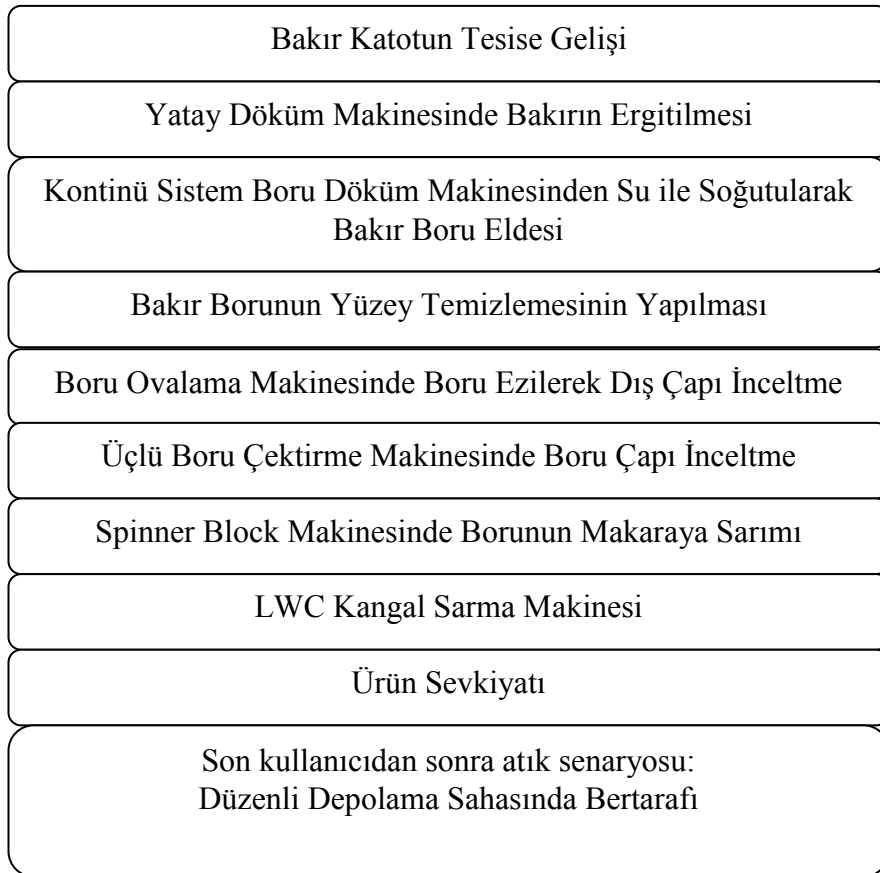 Bakır Katotun Tesise Gelişi
Yatay Döküm Makinesinde Bakırın Ergitilmesi
Kontinü Sistem Boru Döküm Makinesinden Su ile Soğutularak
Bakır Boru Eldesi
Bakır Borunun Yüzey Temizlemesinin Yapılması
Boru Ovalama Makinesinde Boru Ezilerek Dış Çapı İnceltme
Üçlü Boru Çektirme Makinesinde Boru Çapı İnceltme
Spinner Block Makinesinde Borunun Makaraya Sarımı
LWC Kangal Sarma Makinesi
Ürün Sevkiyatı
Son kullanıcıdan sonra atık senaryosu:
Düzenli Depolama Sahasında Bertarafı